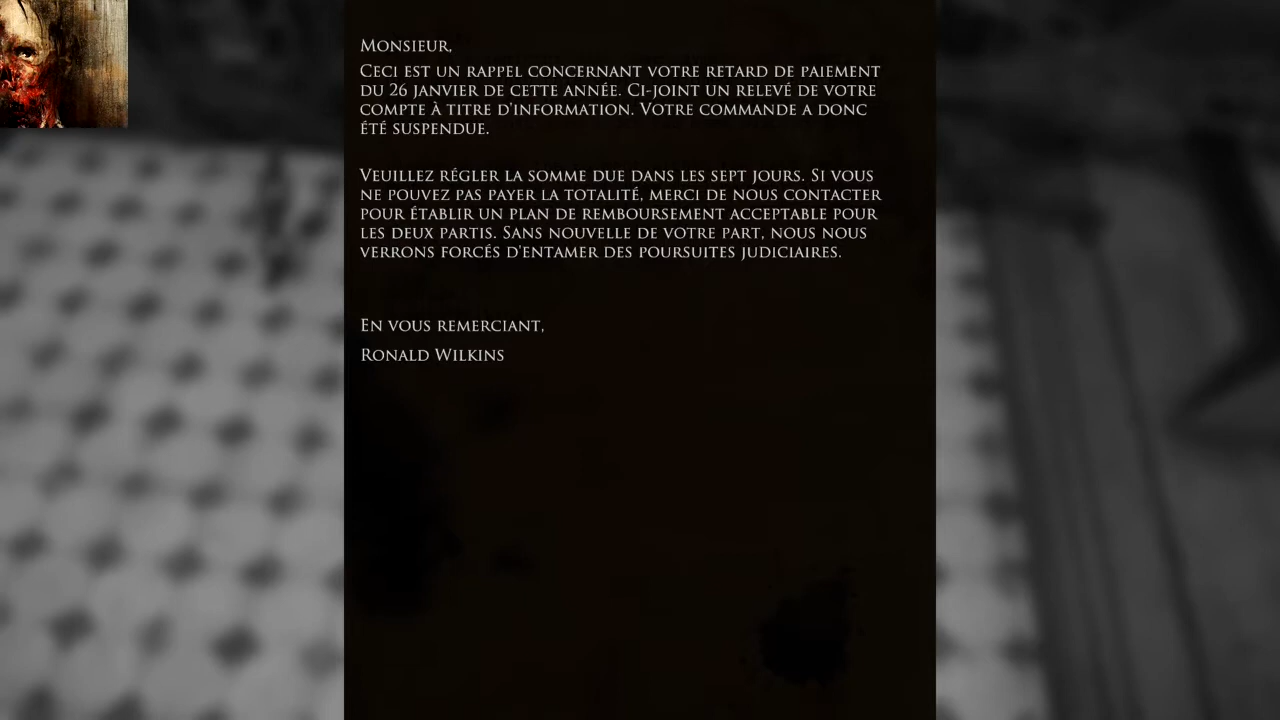 Monsieur,
Ceci est un rappel concernant votre retard de paiement
du 26 janvier de cette année. Ci-joint un relevé de votre
compte à titre d'information. Votre commande a donc
été suspendue.
Veuillez régler la somme due dans les sept jours. Si vous
ne pouvez pas payer la totalité, merci de nous contacter
pour établir un plan de remboursement acceptable pour
les deux partis. Sans nouvelle de votre part, nous nous
verrons forcés d'entamer des poursuites judiciaires.
En vous remerciant,
Ronald Wilkins